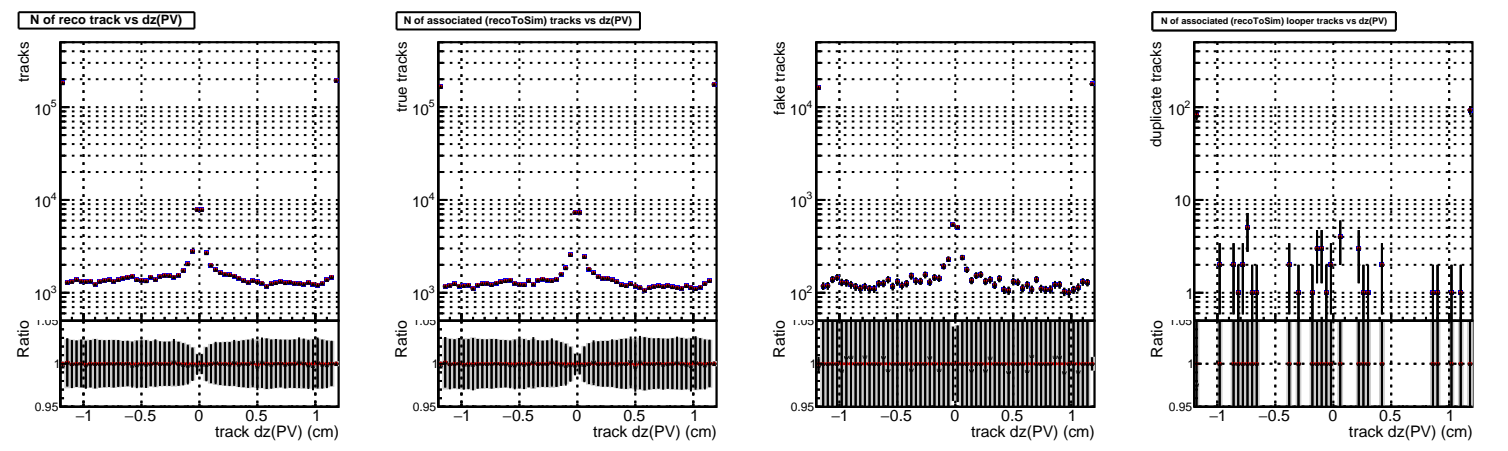 N of reco track vs dz(PV)
tracks
10^5
10^4
10^3
1.05
Ratio
1
0.95
−1 −0.5 0 0.5 1
track dz(PV) (cm)
N of associated (recoToSim) tracks vs dz(PV)
true tracks
10^5
10^4
10^3
1.05
Ratio
1
0.95
−1 −0.5 0 0.5 1
track dz(PV) (cm)
fake tracks
10^4
10^3
10^2
1.05
Ratio
1
0.95
−1 −0.5 0 0.5 1
track dz(PV) (cm)
N of associated (recoToSim) looper tracks vs dz(PV)
duplicate tracks
10^2
10
1
1.05
Ratio
1
0.95
−1 −0.5 0 0.5 1
track dz(PV) (cm)